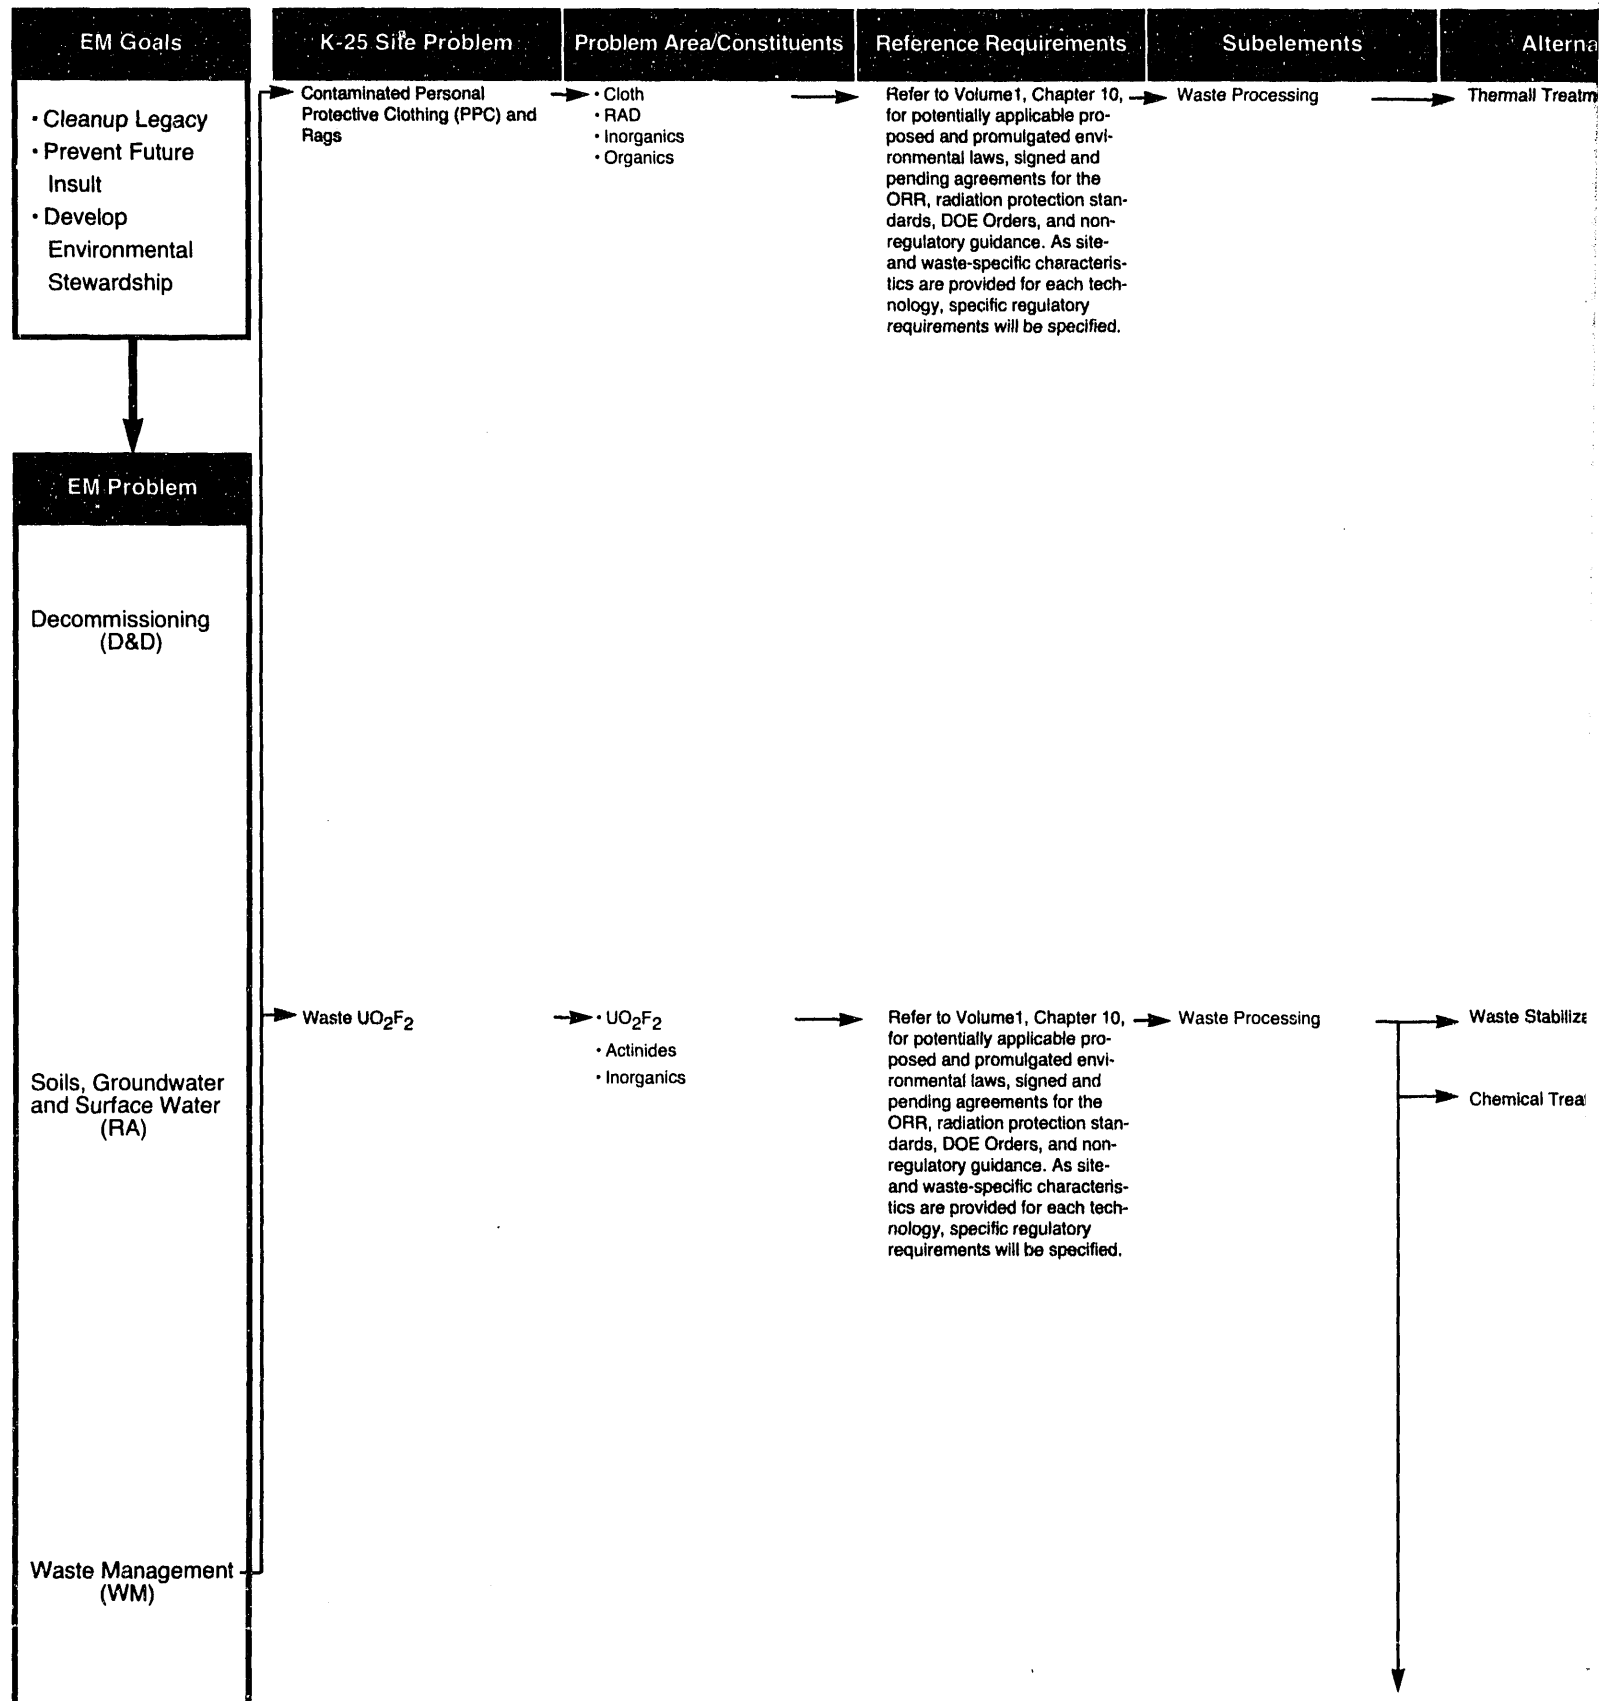 EM Goals
K-25 Site Problem
Problem Area/Constituents
Reference Requirements
Subelements
Alterna
• Cleanup Legacy
• Prevent Future
Insult
• Develop
Environmental
Stewardship
Contaminated Personal
Protective Clothing (PPC) and
Rags
• Cloth
• RAD
• Inorganics
• Organics
Refer to Volume1, Chapter 10,
for potentially applicable pro-
posed and promulgated envi-
ronmental laws, signed and
pending agreements for the
ORR, radiation protection stan-
dards, DOE Orders, and non-
regulatory guidance. As site-
and waste-specific characteris-
tics are provided for each tech-
nology, specific regulatory
requirements will be specified.
Waste Processing
Thermall Treatm
EM Problem
Decommissioning
(D&D)
Soils, Groundwater
and Surface Water
(RA)
Waste Management
(WM)
Waste UO2F2
• UO2F2
• Actinides
• Inorganics
Refer to Volume1, Chapter 10,
for potentially applicable pro-
posed and promulgated envi-
ronmental laws, signed and
pending agreements for the
ORR, radiation protection stan-
dards, DOE Orders, and non-
regulatory guidance. As site-
and waste-specific characteris-
tics are provided for each tech-
nology, specific regulatory
requirements will be specified.
Waste Processing
Waste Stabiliza
Chemical Treat